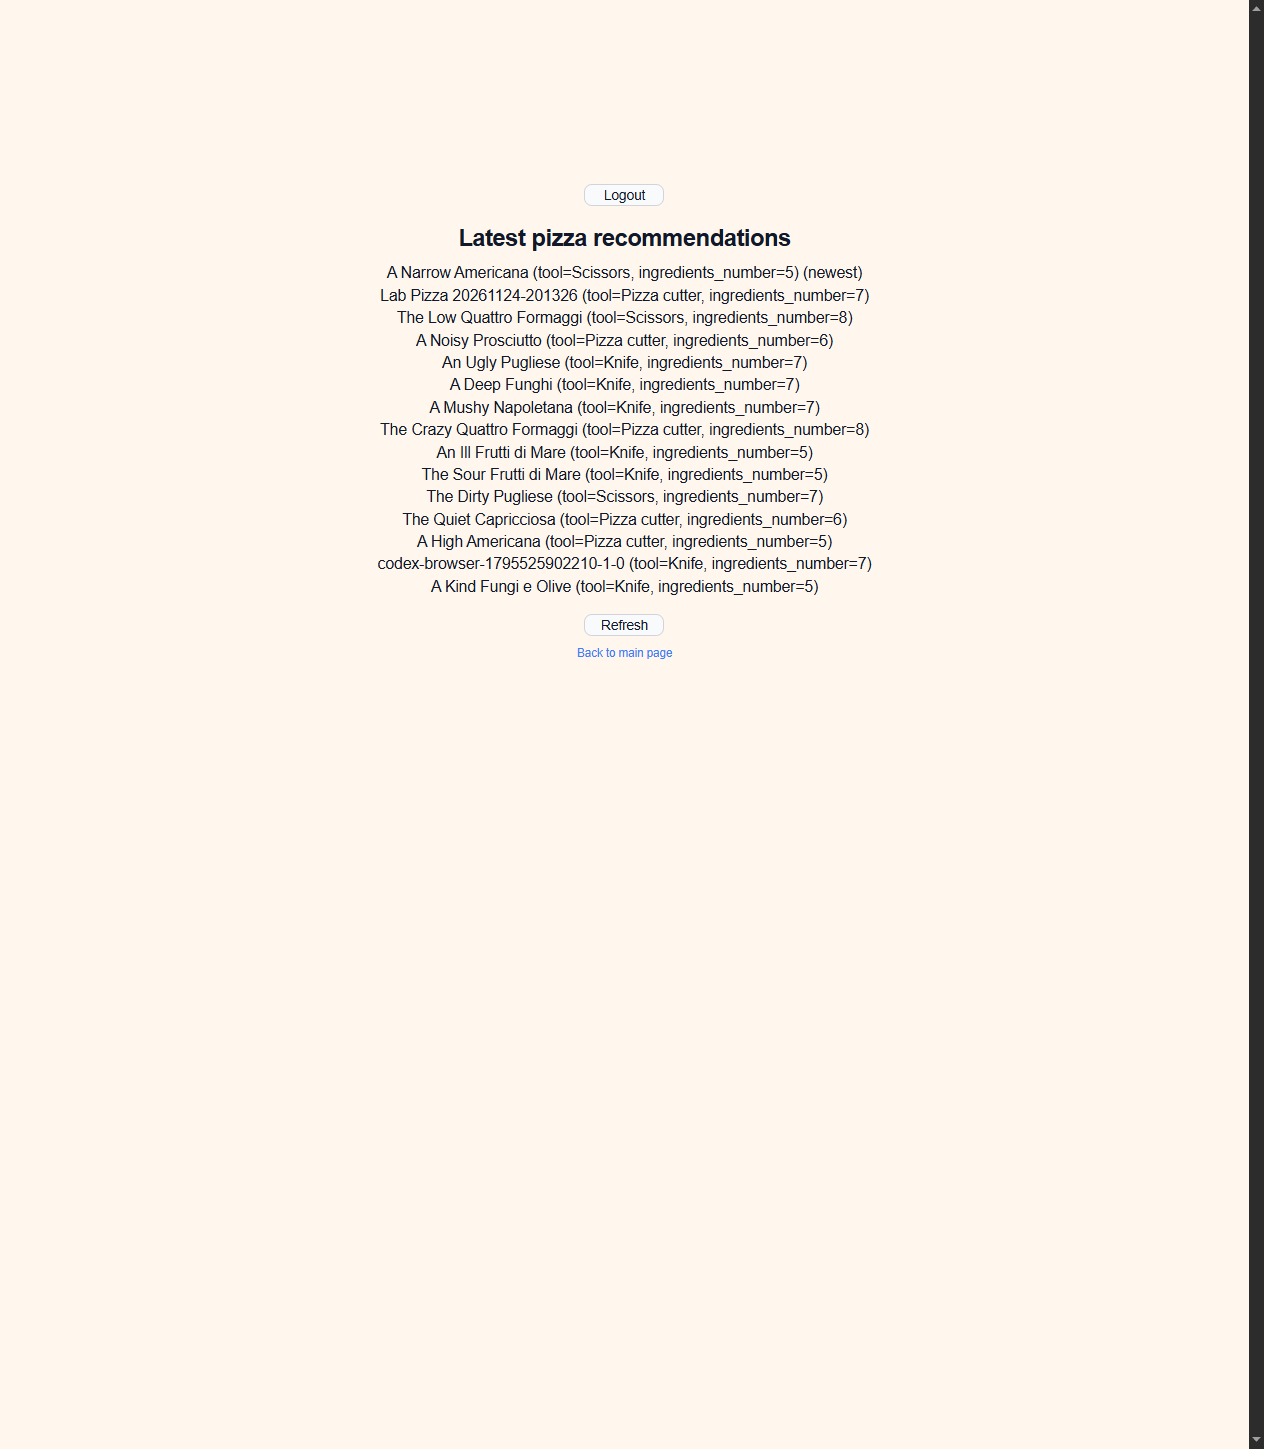 Logout
Latest pizza recommendations
A Narrow Americana (tool=Scissors, ingredients_number=5) (newest)
Lab Pizza 20261124-201326 (tool=Pizza cutter, ingredients_number=7)
The Low Quattro Formaggi (tool=Scissors, ingredients_number=8)
A Noisy Prosciutto (tool=Pizza cutter, ingredients_number=6)
An Ugly Pugliese (tool=Knife, ingredients_number=7)
A Deep Funghi (tool=Knife, ingredients_number=7)
A Mushy Napoletana (tool=Knife, ingredients_number=7)
The Crazy Quattro Formaggi (tool=Pizza cutter, ingredients_number=8)
An Ill Frutti di Mare (tool=Knife, ingredients_number=5)
The Sour Frutti di Mare (tool=Knife, ingredients_number=5)
The Dirty Pugliese (tool=Scissors, ingredients_number=7)
The Quiet Capricciosa (tool=Pizza cutter, ingredients_number=6)
A High Americana (tool=Pizza cutter, ingredients_number=5)
codex-browser-1795525902210-1-0 (tool=Knife, ingredients_number=7)
A Kind Fungi e Olive (tool=Knife, ingredients_number=5)
Refresh
Back to main page